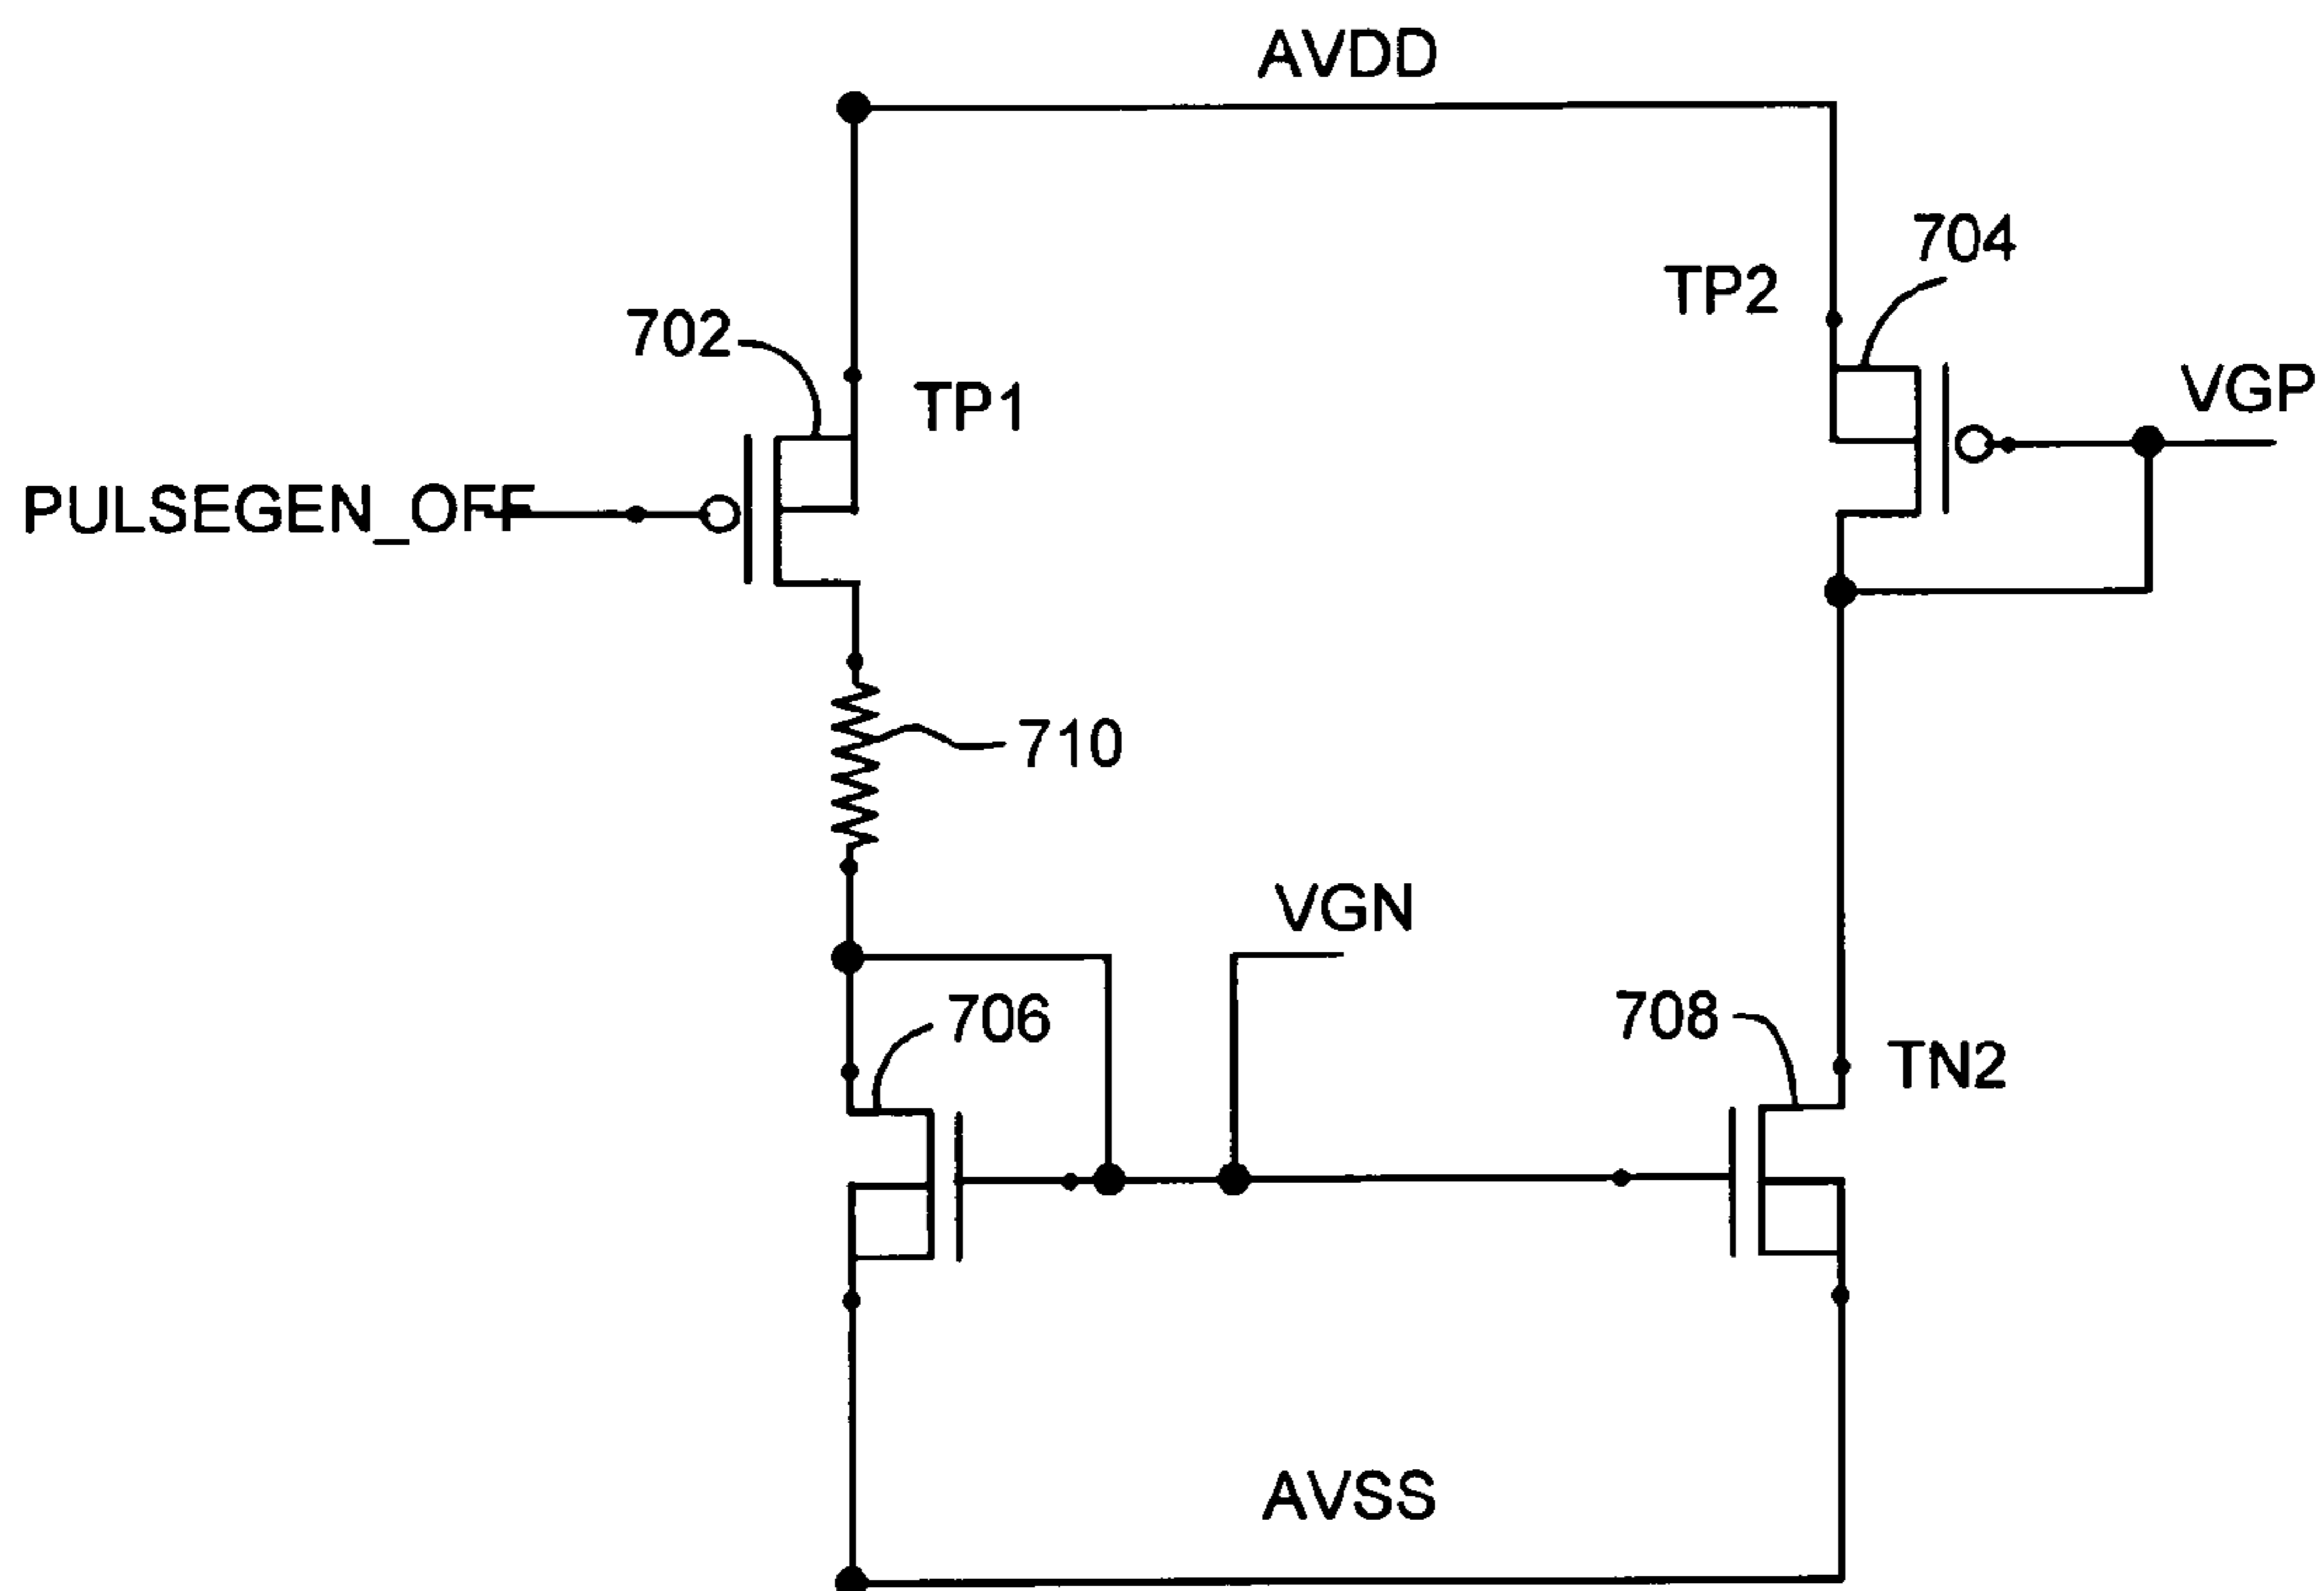 AVDD
704
TP2
702
VGP
TP1
PULSEGEN_OFF
710
VGN
706
708
TN2
AVSS